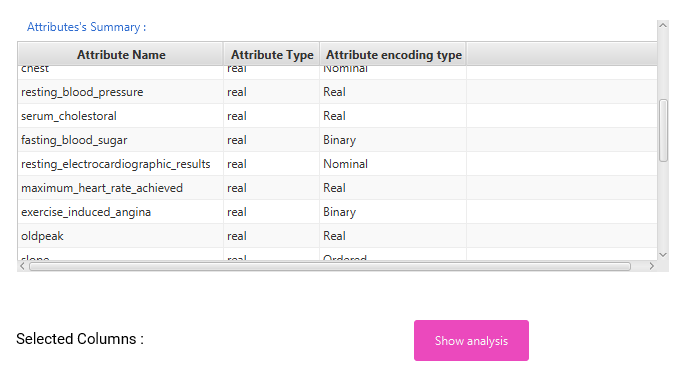 Attributes's Summary :
Attribute Name Attribute Type Attribute encoding type
chest real Nominal
resting_blood_pressure real Real
serum_cholestoral real Real
fasting_blood_sugar real Binary
resting_electrocardiographic_results real Nominal
maximum_heart_rate_achieved real Real
exercise_induced_angina real Binary
oldpeak real Real
slope real Ordered
Selected Columns :
Show analysis